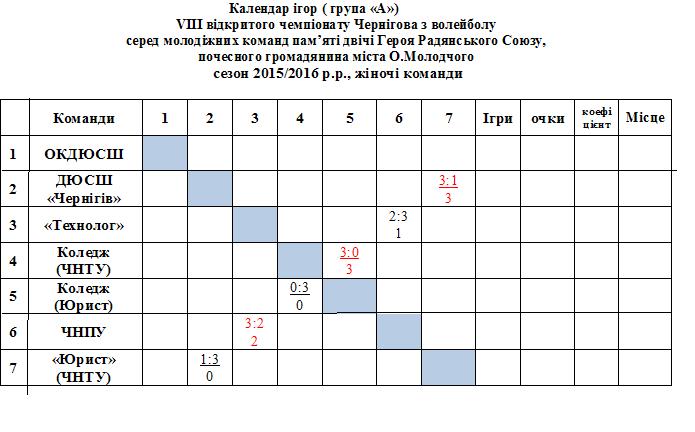 Календар ігор ( група «А»)
VIII відкритого чемпіонату Чернігова з волейболу
серед молодіжних команд пам’яті двічі Героя Радянського Союзу,
почесного громадянина міста О.Молодчого
сезон 2015/2016 р.р., жіночі команди
Команди 1 2 3 4 5 6 7 Ігри очки коефі цієнт Місце
1 ОКДЮСШ
2 ДЮСШ «Чернігів» 3:1 3
3 «Технолог» 2:3 1
4 Коледж (ЧНТУ) 3:0 3
5 Коледж (Юрист) 0:3 0
6 ЧНПУ 3:2 2
7 «Юрист» (ЧНТУ) 1:3 0